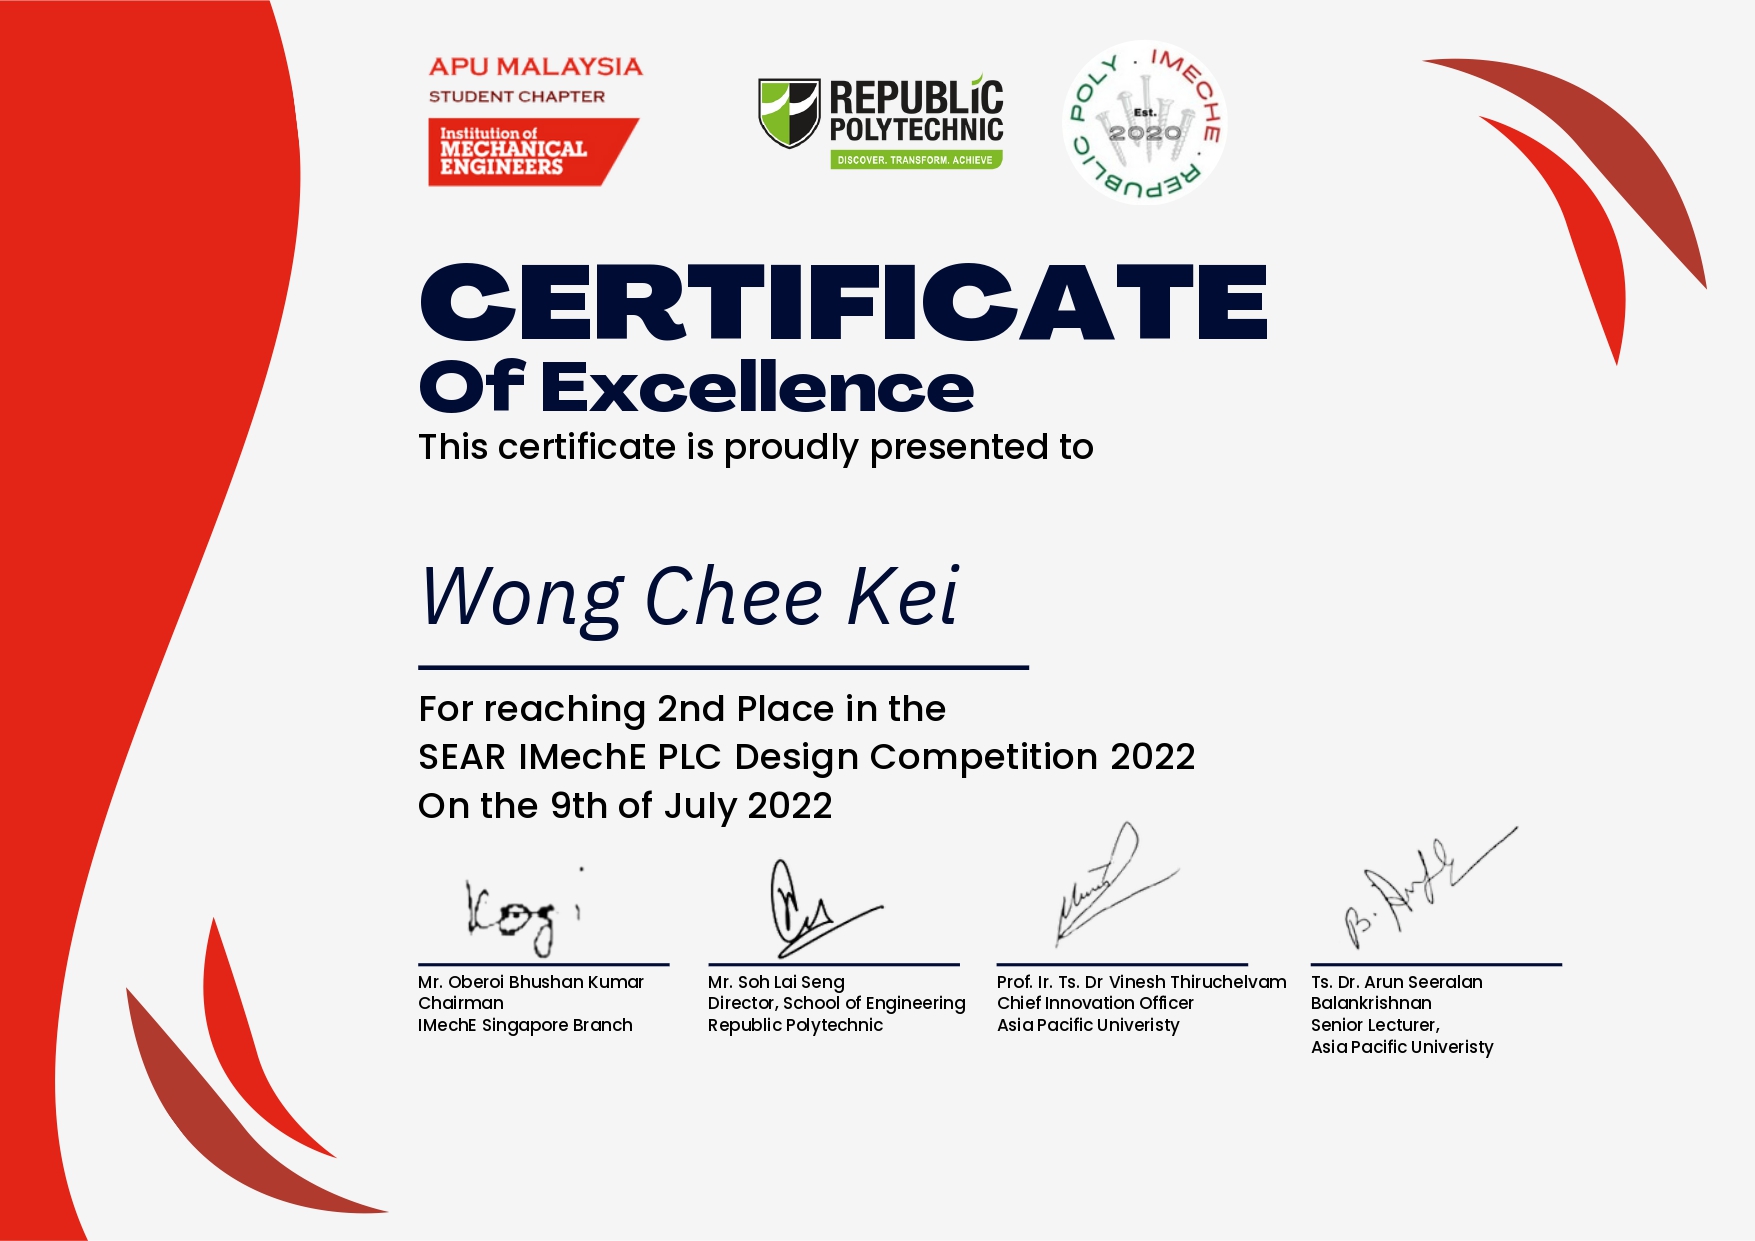 APU MALAYSIA
STUDENT CHAPTER
Institution of
MECHANICAL
ENGINEERS
REPUBLIC
POLYTECHNIC
DISCOVER. TRANSFORM. ACHIEVE
REPUBLIC POLY . IMECHE .
Est.
2020
CERTIFICATE
Of Excellence
This certificate is proudly presented to
Wong Chee Kei
For reaching 2nd Place in the
SEAR IMechE PLC Design Competition 2022
On the 9th of July 2022
Kogi
Mr. Oberoi Bhushan Kumar
Chairman
IMechE Singapore Branch
Mr. Soh Lai Seng
Director, School of Engineering
Republic Polytechnic
Prof. Ir. Ts. Dr Vinesh Thiruchelvam
Chief Innovation Officer
Asia Pacific Univeristy
Ts. Dr. Arun Seeralan
Balankrishnan
Senior Lecturer,
Asia Pacific Univeristy